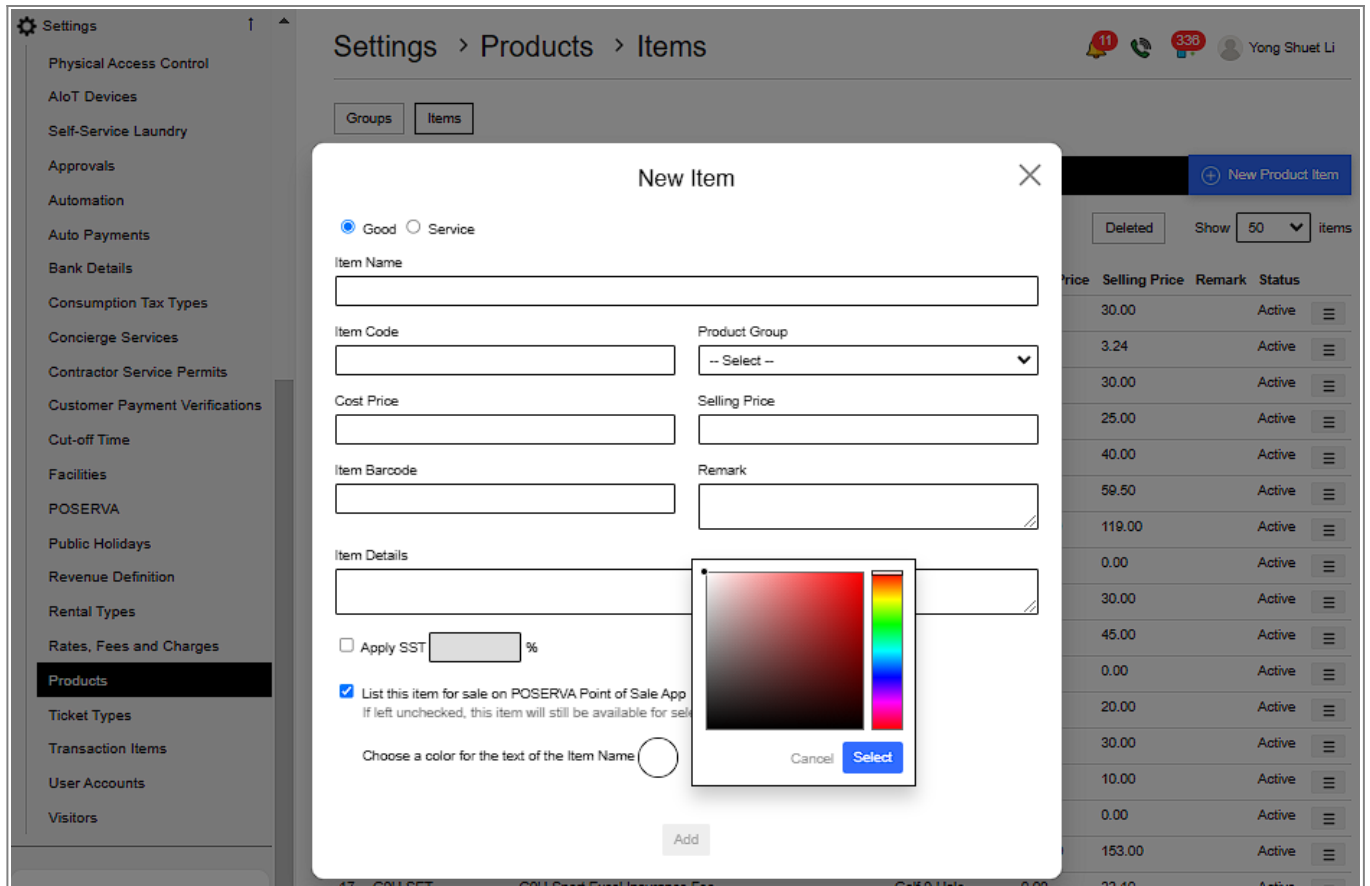 Settings ↑
Physical Access Control
AIoT Devices
Self-Service Laundry
Approvals
Automation
Auto Payments
Bank Details
Consumption Tax Types
Concierge Services
Contractor Service Permits
Customer Payment Verifications
Cut-off Time
Facilities
POSERVA
Public Holidays
Revenue Definition
Rental Types
Rates, Fees and Charges
Products
Ticket Types
Transaction Items
User Accounts
Visitors
Settings > Products > Items
11 336 Yong Shuet Li
Groups Items
New Product Item
Deleted Show 50 items
Price Selling Price Remark Status
30.00 Active
3.24 Active
30.00 Active
25.00 Active
40.00 Active
59.50 Active
119.00 Active
0.00 Active
30.00 Active
45.00 Active
0.00 Active
20.00 Active
30.00 Active
10.00 Active
0.00 Active
153.00 Active
New Item
Good Service
Item Name
Item Code Product Group
-- Select --
Cost Price Selling Price
Item Barcode Remark
Item Details
Apply SST %
List this item for sale on POSERVA Point of Sale App
If left unchecked, this item will still be available for
Choose a color for the text of the Item Name
Cancel Select
Add